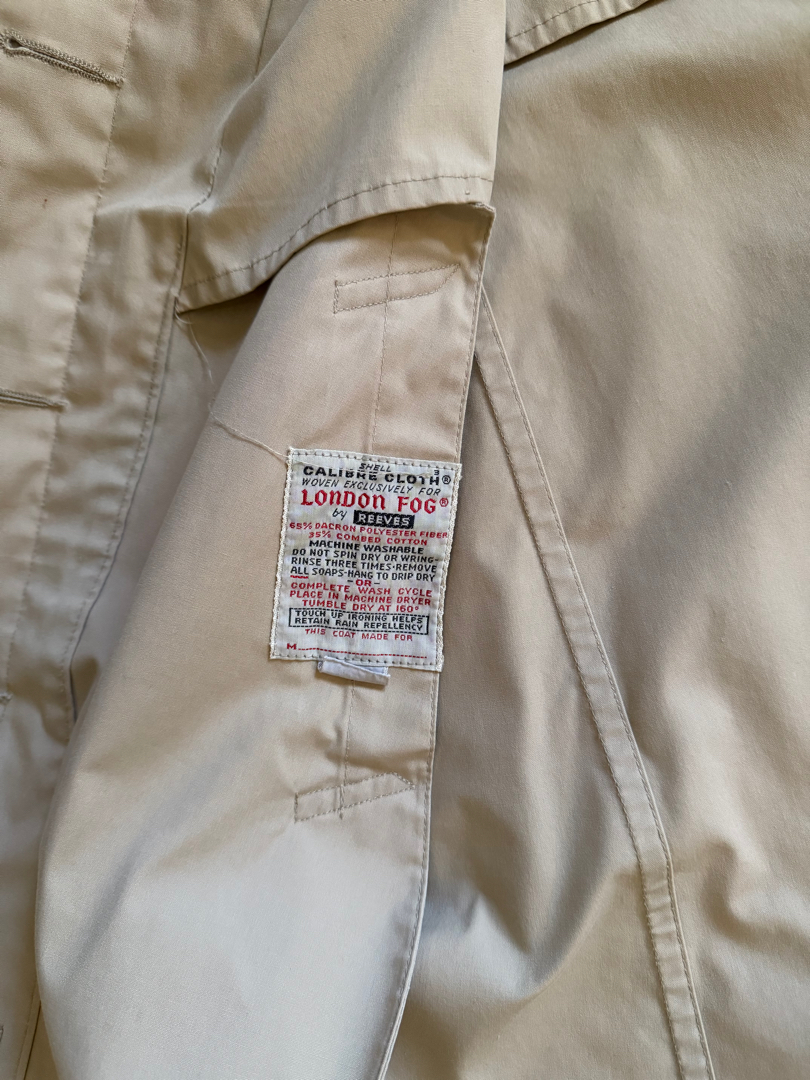 SHELL 3
CALIBRE CLOTH®
WOVEN EXCLUSIVELY FOR
LONDON FOG®
by REEVES
65% DACRON POLYESTER FIBER
35% COMBED COTTON
MACHINE WASHABLE
DO NOT SPIN DRY OR WRING·
RINSE THREE TIMES·REMOVE
ALL SOAPS-HANG TO DRIP DRY
-OR-
COMPLETE WASH CYCLE
PLACE IN MACHINE DRYER
TUMBLE DRY AT 160°
TOUCH UP IRONING HELPS
RETAIN RAIN REPELLENCY
THIS COAT MADE FOR
M